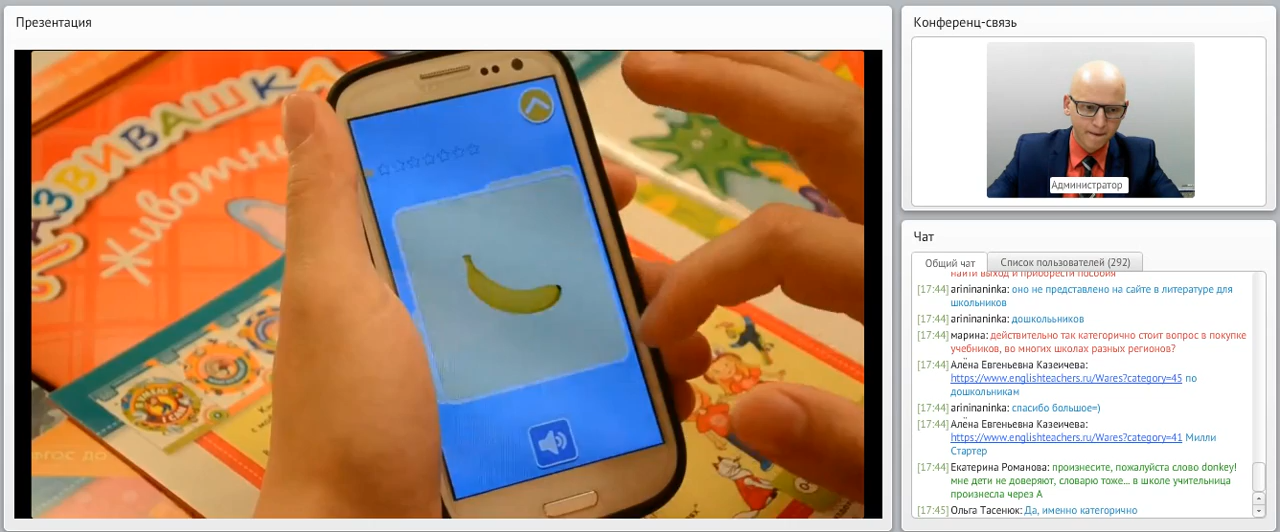 Презентация
РАЗВИВАШКА
ФГОС ДО
Конференц-связь
Администратор
Чат
Общий чат
Список пользователей (292)
найти выход и приобрести пособия
[17:44] arininaninka: оно не представлено на сайте в литературе для
школьников
[17:44] arininaninka: дошколььников
[17:44] марина: действительно так категорично стоит вопрос в покупке
учебников, во многих школах разных регионов?
[17:44] Алёна Евгеньевна Казеичева:
https://www.englishteachers.ru/Wares?category=45 по
дошкольникам
[17:44] arininaninka: спасибо большое=)
[17:44] Алёна Евгеньевна Казеичева:
https://www.englishteachers.ru/Wares?category=41 Милли
Стартер
[17:44] Екатерина Романова: произнесите, пожалуйста слово donkey!
мне дети не доверяют, словарю тоже... в школе учительница
произнесла через А
[17:45] Ольга Тасенюк: Да, именно категорично